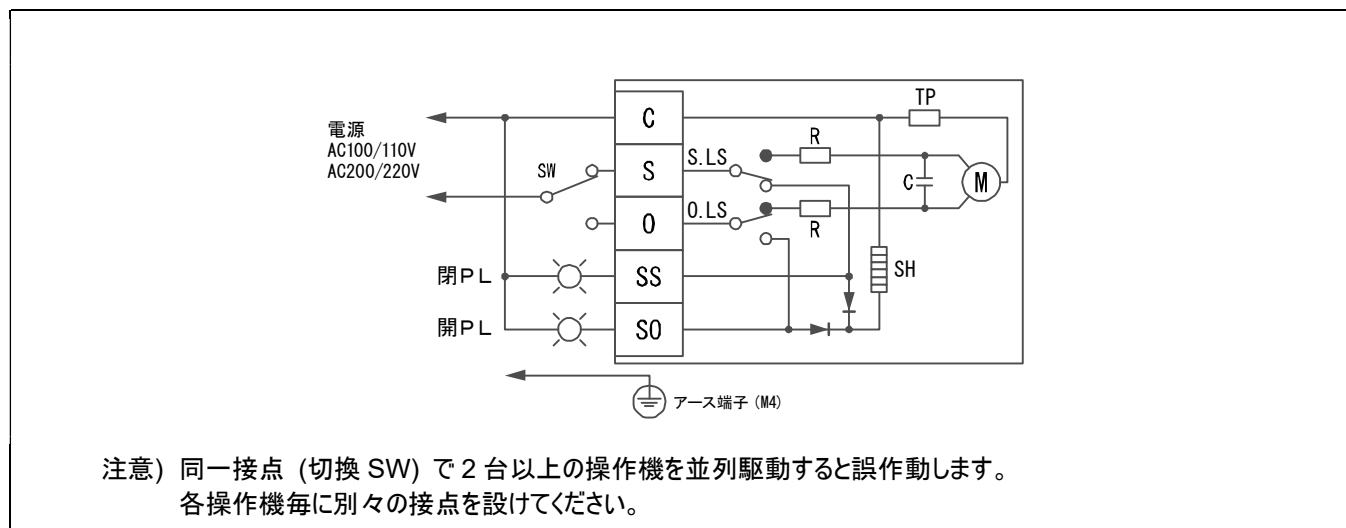 電源
AC100/110V
AC200/220V
SW
C
S
O
SS
SO
S.LS
O.LS
R
R
TP
C
M
SH
閉PL
開PL
アース端子 (M4)
注意) 同一接点 (切換 SW) で 2 台以上の操作機を並列駆動すると誤作動します。
各操作機毎に別々の接点を設けてください。